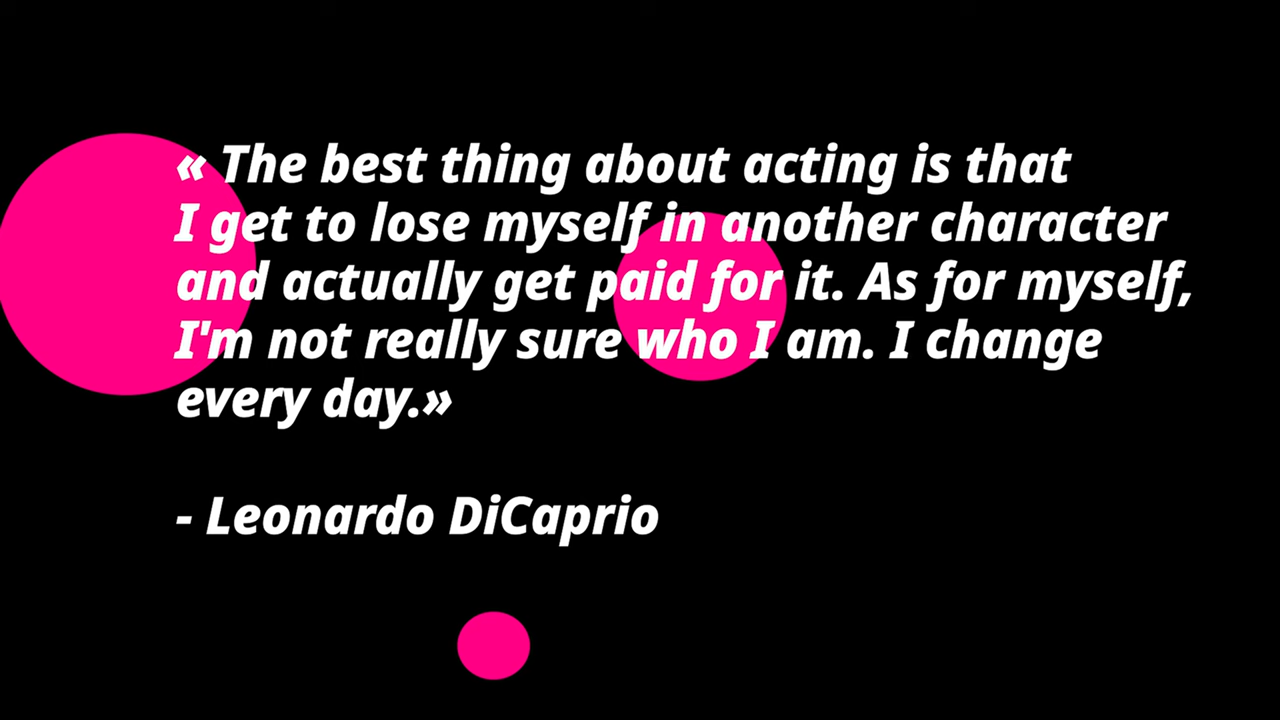 « The best thing about acting is that
I get to lose myself in another character
and actually get paid for it. As for myself,
I'm not really sure who I am. I change
every day.»
- Leonardo DiCaprio